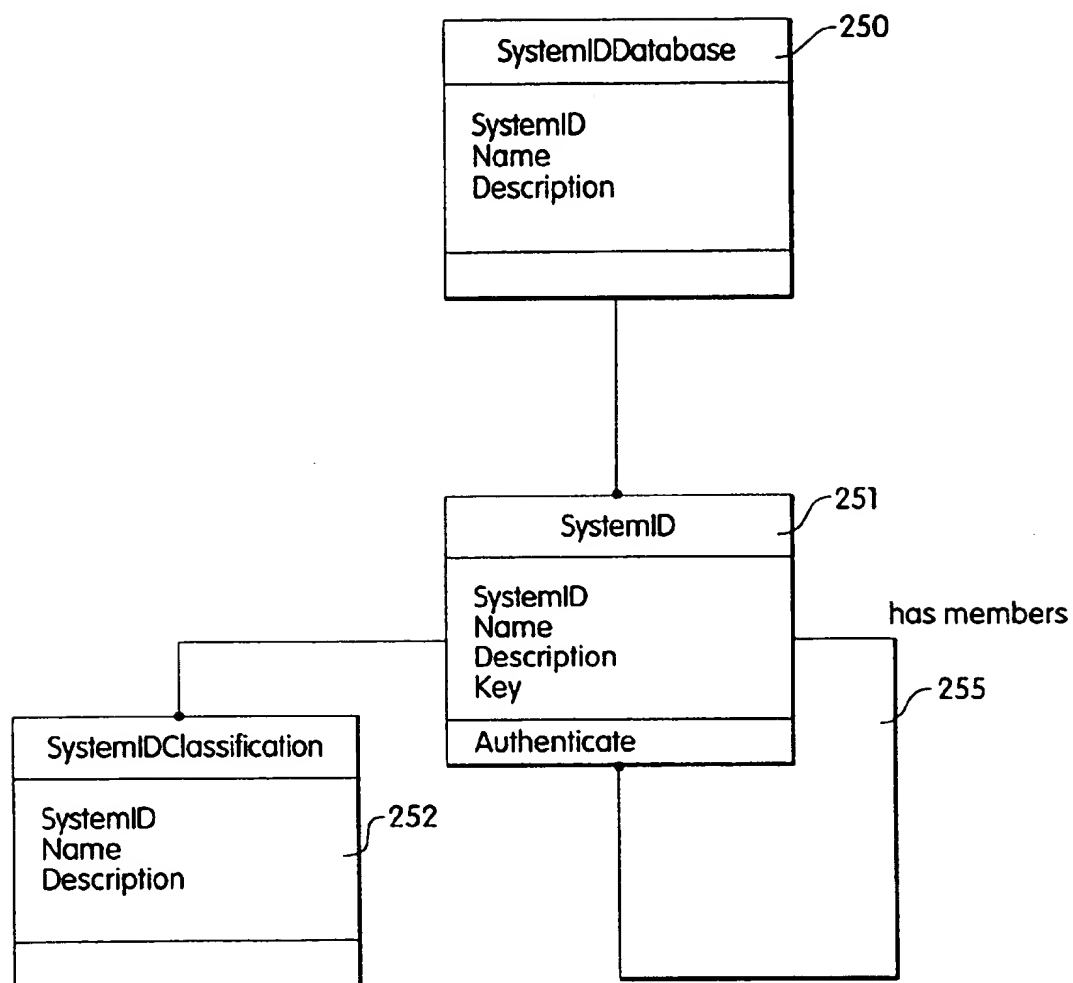 250
SystemIDDatabase
SystemID
Name
Description
251
SystemID
SystemID
Name
Description
Key
Authenticate
has members
255
SystemIDClassification
SystemID
Name
Description
252